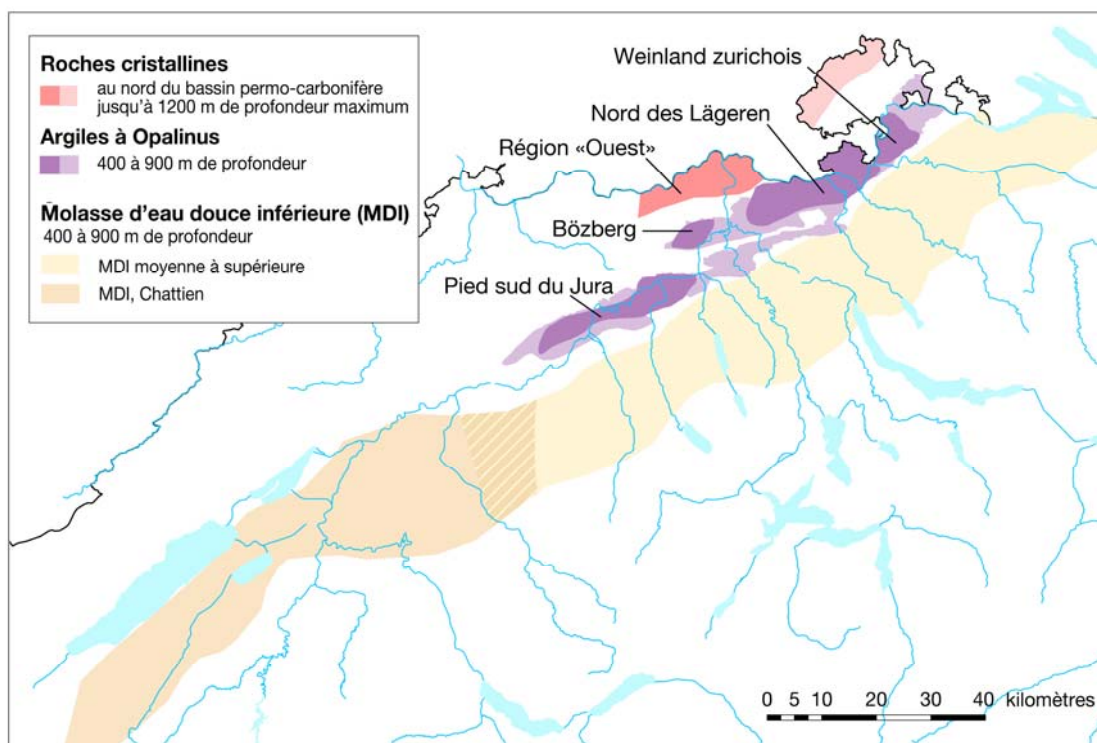 Roches cristallines
au nord du bassin permo-carbonifère
jusqu'à 1200 m de profondeur maximum
Argiles à Opalinus
400 à 900 m de profondeur
Molasse d'eau douce inférieure (MDI)
400 à 900 m de profondeur
MDI moyenne à supérieure
MDI, Chattien
Weinland zurichois
Nord des Lägeren
Région «Ouest»
Bözberg
Pied sud du Jura
0 5 10 20 30 40 kilomètres